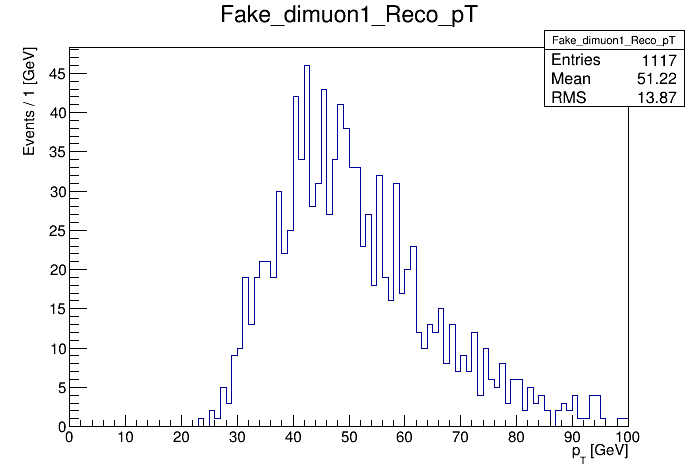 Fake_dimuon1_Reco_pT
Fake_dimuon1_Reco_pT
Entries 1117
Mean 51.22
RMS 13.87
Events / 1 [GeV]
45
40
35
30
25
20
15
10
5
0
0 10 20 30 40 50 60 70 80 90 100
p_T [GeV]